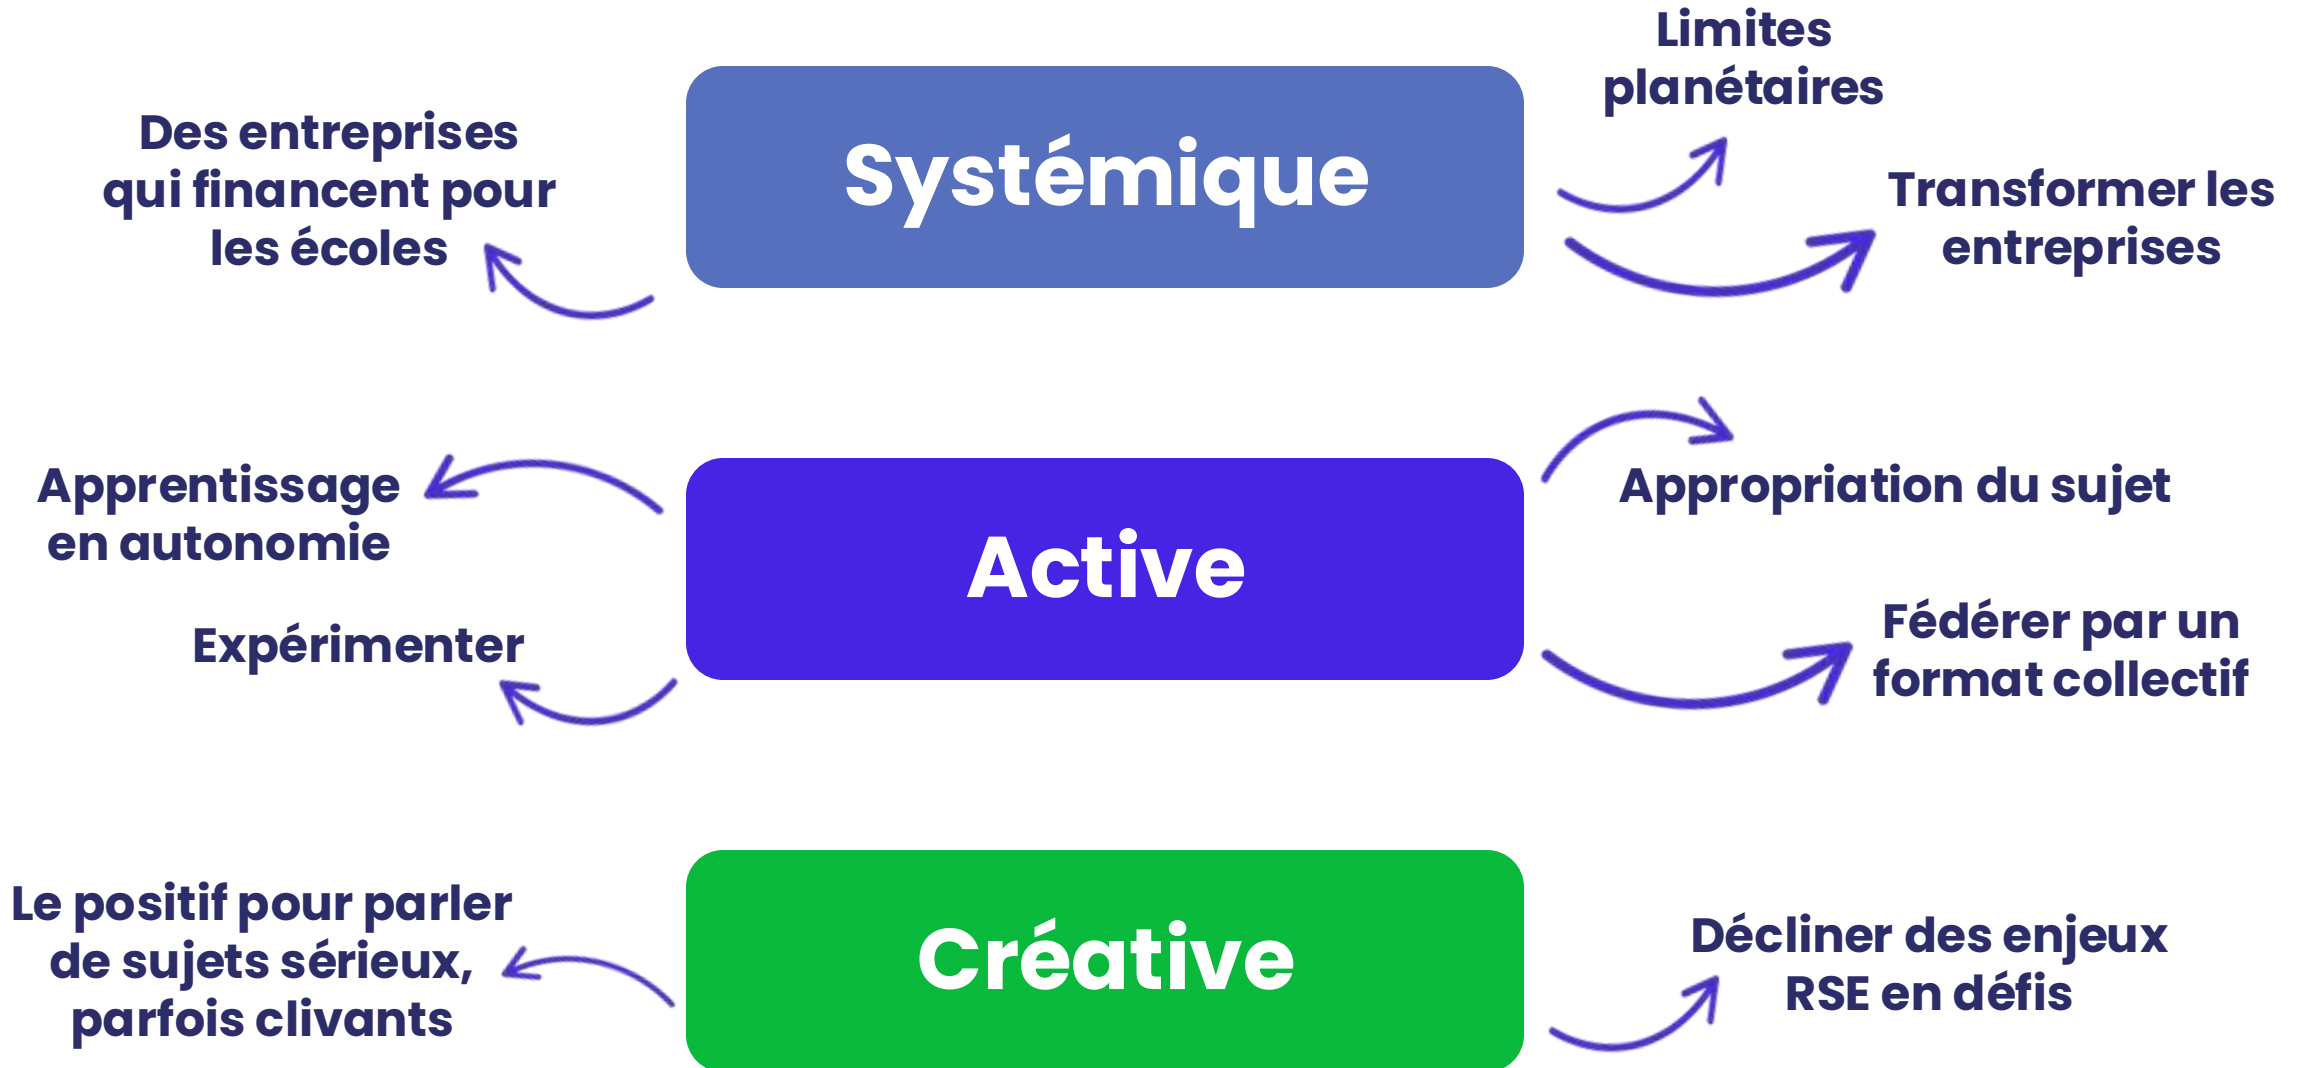 Des entreprises
qui financent pour
les écoles
Systémique
Limites
planétaires
Transformer les
entreprises
Apprentissage
en autonomie
Expérimenter
Active
Appropriation du sujet
Fédérer par un
format collectif
Le positif pour parler
de sujets sérieux,
parfois clivants
Créative
Décliner des enjeux
RSE en défis